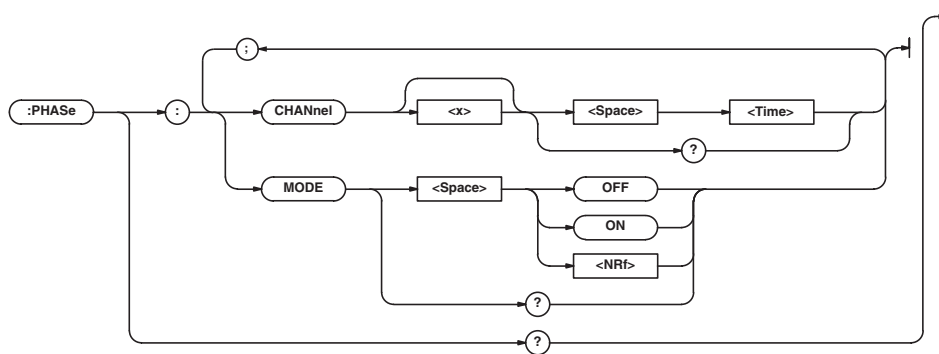 ;
:PHASe : CHANnel <x> <Space> <Time>
?
MODE <Space> OFF
ON
<NRf>
?
?